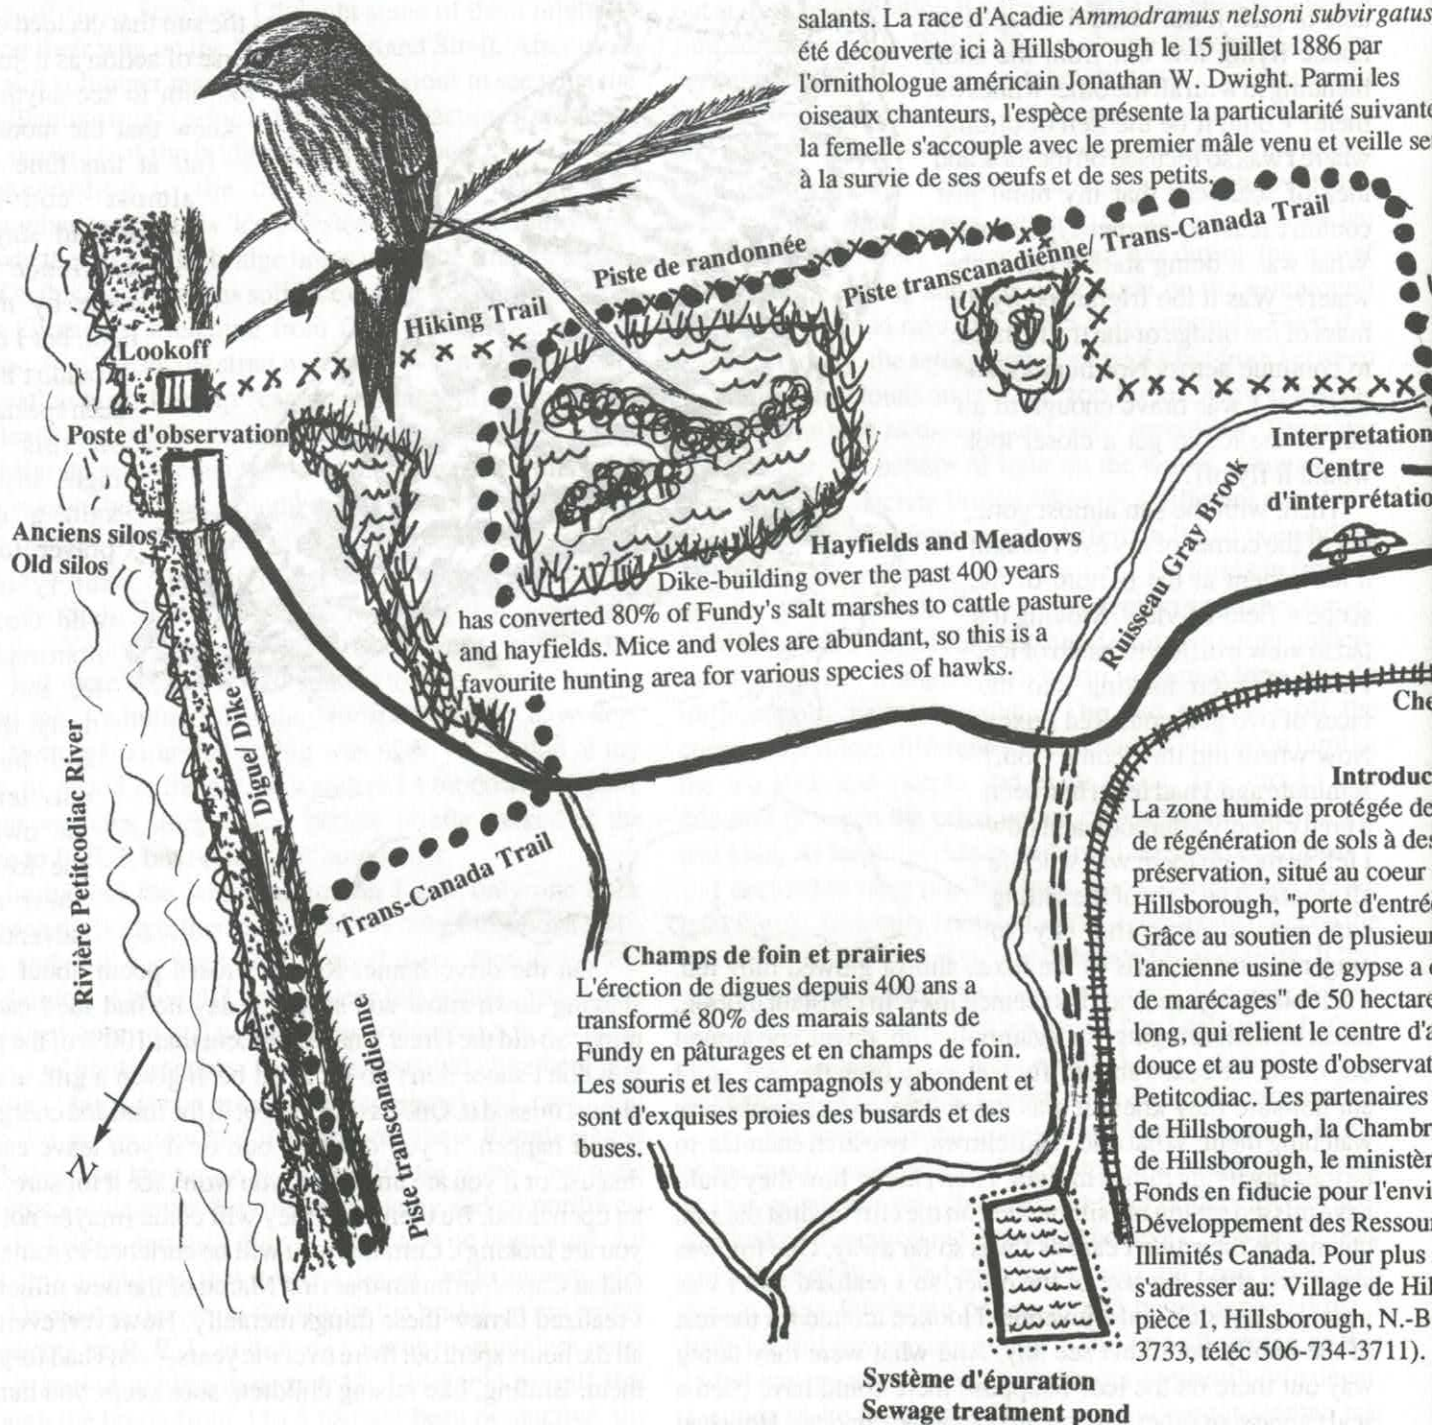 salants. La race d'Acadie Ammodramus nelsoni subvirgatus
été découverte ici à Hillsborough le 15 juillet 1886 par
l'ornithologue américain Jonathan W. Dwight. Parmi les
oiseaux chanteurs, l'espèce présente la particularité suivante
la femelle s'accouple avec le premier mâle venu et veille se
à la survie de ses oeufs et de ses petits.
Hiking Trail
Piste de randonnée
Piste transcanadienne/ Trans-Canada Trail
Lookoff
Poste d'observation
Anciens silos
Old silos
Interpretation
Centre
d'interprétatio
Ruisseau Gray Brook
Hayfields and Meadows
Dike-building over the past 400 years
has converted 80% of Fundy's salt marshes to cattle pasture
and hayfields. Mice and voles are abundant, so this is a
favourite hunting area for various species of hawks.
Digue/ Dike
Rivière Petitcodiac River
Trans-Canada Trail
Piste transcanadienne
N
Champs de foin et prairies
L'érection de digues depuis 400 ans a
transformé 80% des marais salants de
Fundy en pâturages et en champs de foin.
Les souris et les campagnols y abondent et
sont d'exquises proies des busards et des
buses.
Che
Introduc
La zone humide protégée de
de régénération de sols à des
préservation, situé au coeur
Hillsborough, "porte d'entré
Grâce au soutien de plusieur
l'ancienne usine de gypse a
de marécages" de 50 hectare
long, qui relient le centre d'a
douce et au poste d'observat
Petitcodiac. Les partenaires
de Hillsborough, la Chambr
de Hillsborough, le ministèr
Fonds en fiducie pour l'envi
Développement des Ressour
Illimités Canada. Pour plus
s'adresser au: Village de Hil
pièce 1, Hillsborough, N.-B
3733, téléc 506-734-3711).
Système d'épuration
Sewage treatment pond